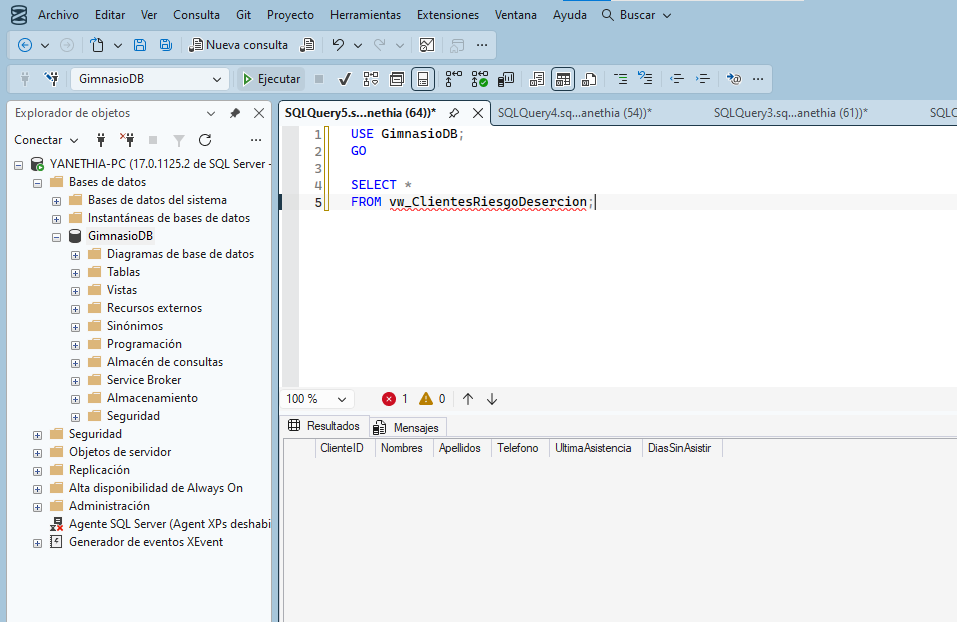 Archivo Editar Ver Consulta Git Proyecto Herramientas Extensiones Ventana Ayuda Buscar
Nueva consulta
GimnasioDB Ejecutar
Explorador de objetos
Conectar
YANETHIA-PC (17.0.1125.2 de SQL Server -
Bases de datos
Bases de datos del sistema
Instantáneas de bases de datos
GimnasioDB
Diagramas de base de datos
Tablas
Vistas
Recursos externos
Sinónimos
Programación
Almacén de consultas
Service Broker
Almacenamiento
Seguridad
Seguridad
Objetos de servidor
Replicación
Alta disponibilidad de Always On
Administración
Agente SQL Server (Agent XPs deshabi
Generador de eventos XEvent
SQLQuery5.s...anethia (64))* SQLQuery4.sq...anethia (54))* SQLQuery3.sq...anethia (61))* SQLQ
1 USE GimnasioDB;
2 GO
3
4 SELECT *
5 FROM vw_ClientesRiesgoDesercion;
100 % 1 0
Resultados Mensajes
ClienteID Nombres Apellidos Telefono UltimaAsistencia DiasSinAsistir